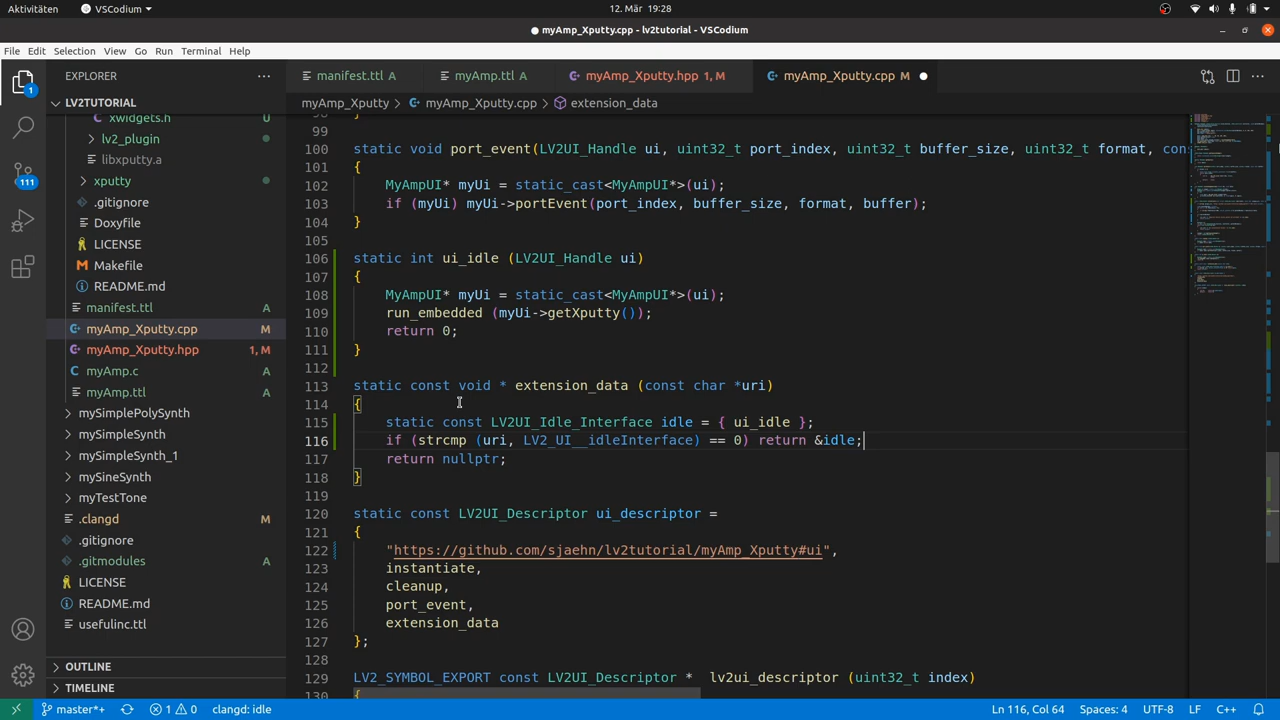 Aktivitäten
VSCodium
12. Mär 19:28
● myAmp_Xputty.cpp - lv2tutorial - VSCodium
File Edit Selection View Go Run Terminal Help
EXPLORER
LV2TUTORIAL
xwidgets.h U
lv2_plugin
libxputty.a
xputty
.gitignore
Doxyfile
LICENSE
Makefile
README.md
manifest.ttl A
myAmp_Xputty.cpp M
myAmp_Xputty.hpp 1, M
myAmp.c A
myAmp.ttl A
mySimplePolySynth
mySimpleSynth
mySimpleSynth_1
mySineSynth
myTestTone
.clangd M
.gitignore
.gitmodules A
LICENSE
README.md
usefulinc.ttl
OUTLINE
TIMELINE
1
111
manifest.ttl A myAmp.ttl A myAmp_Xputty.hpp 1, M myAmp_Xputty.cpp M ●
myAmp_Xputty > myAmp_Xputty.cpp > extension_data
98 }
99
100 static void port_event(LV2UI_Handle ui, uint32_t port_index, uint32_t buffer_size, uint32_t format, cons
101 {
102 MyAmpUI* myUi = static_cast<MyAmpUI*>(ui);
103 if (myUi) myUi->portEvent(port_index, buffer_size, format, buffer);
104 }
105
106 static int ui_idle (LV2UI_Handle ui)
107 {
108 MyAmpUI* myUi = static_cast<MyAmpUI*>(ui);
109 run_embedded (myUi->getXputty());
110 return 0;
111 }
112
113 static const void * extension_data (const char *uri)
114 {
115 static const LV2UI_Idle_Interface idle = { ui_idle };
116 if (strcmp (uri, LV2_UI__idleInterface) == 0) return &idle;
117 return nullptr;
118 }
119
120 static const LV2UI_Descriptor ui_descriptor =
121 {
122 "https://github.com/sjaehn/lv2tutorial/myAmp_Xputty#ui",
123 instantiate,
124 cleanup,
125 port_event,
126 extension_data
127 };
128
129 LV2_SYMBOL_EXPORT const LV2UI_Descriptor * lv2ui_descriptor (uint32_t index)
130 {
master*+ 1 0 clangd: idle Ln 116, Col 64 Spaces: 4 UTF-8 LF C++